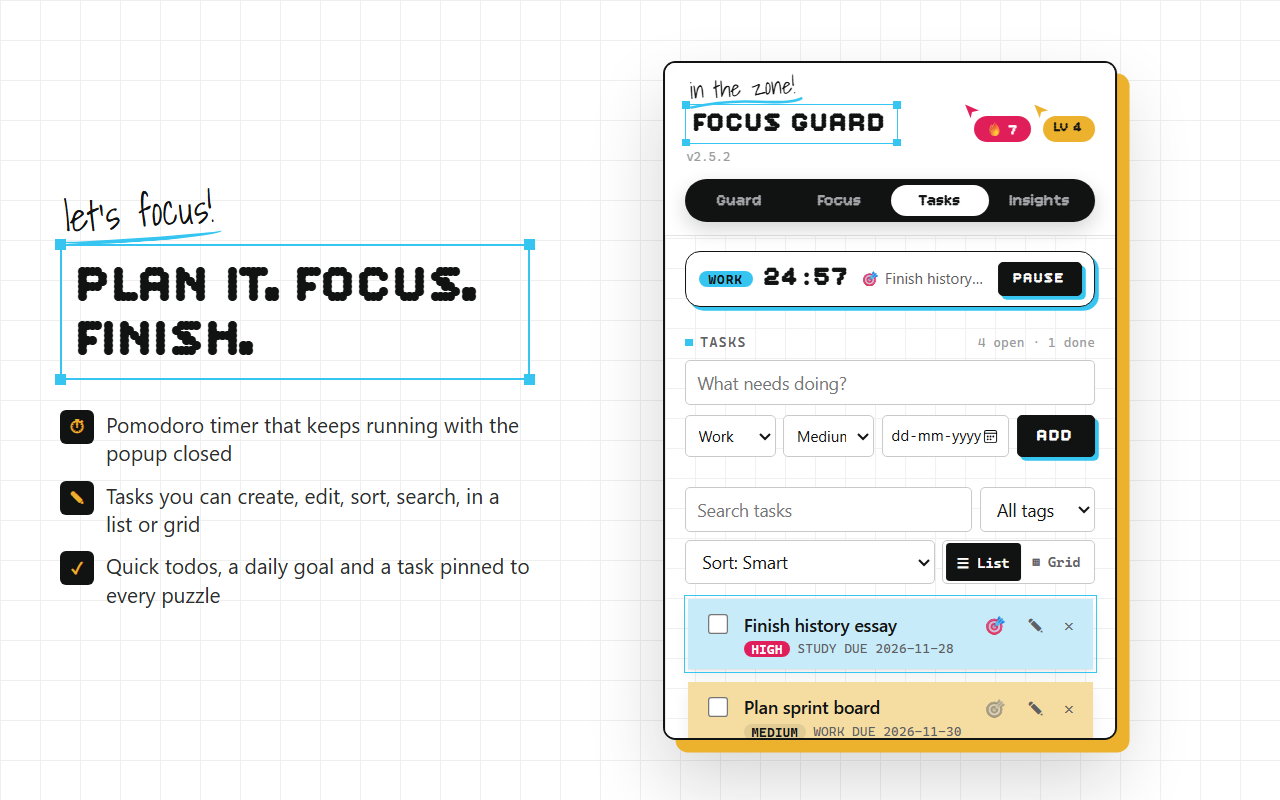 let's focus!
PLAN IT. FOCUS.
FINISH.
Pomodoro timer that keeps running with the
popup closed
Tasks you can create, edit, sort, search, in a
list or grid
Quick todos, a daily goal and a task pinned to
every puzzle
in the zone!
FOCUS GUARD
7
LV 4
v2.5.2
Guard Focus Tasks Insights
WORK 24:57 Finish history… PAUSE
TASKS 4 open · 1 done
What needs doing?
Work Medium dd-mm-yyyy ADD
Search tasks All tags
Sort: Smart List Grid
Finish history essay
HIGH STUDY DUE 2026-11-28
Plan sprint board
MEDIUM WORK DUE 2026-11-30